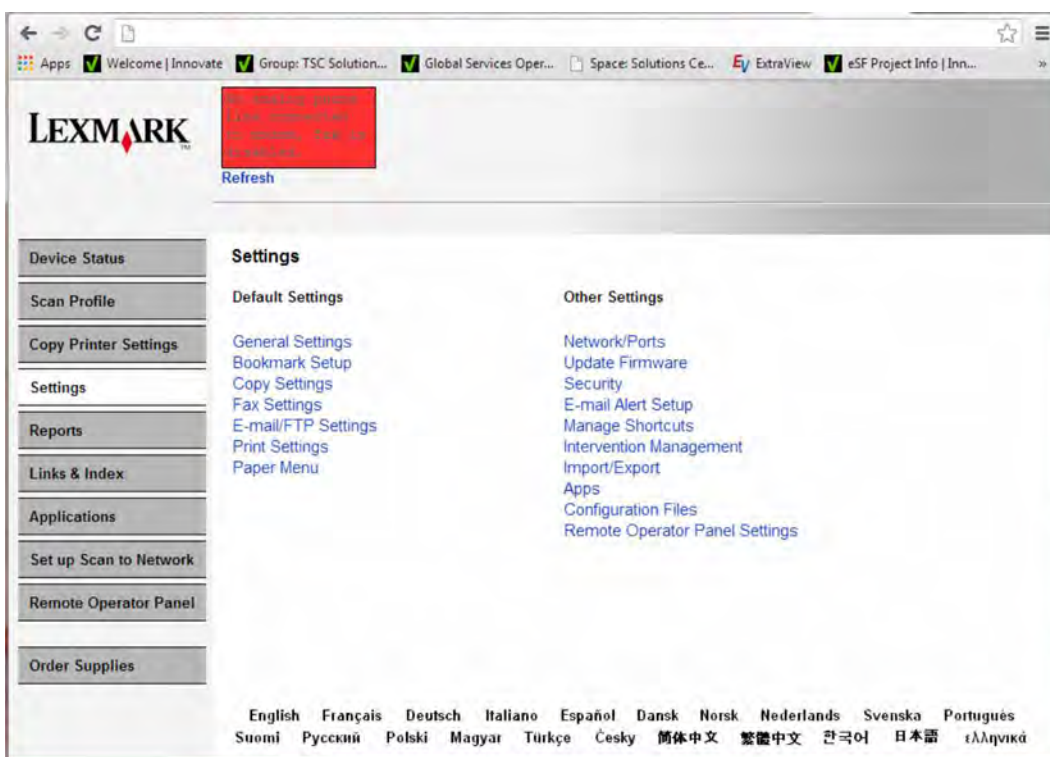 Apps Welcome | Innovate Group: TSC Solution... Global Services Oper... Space: Solutions Ce... ExtraView eSF Project Info | Inn... »
LEXMARK
TM
Refresh
Device Status
Scan Profile
Copy Printer Settings
Settings
Reports
Links & Index
Applications
Set up Scan to Network
Remote Operator Panel
Order Supplies
Settings
Default Settings
General Settings
Bookmark Setup
Copy Settings
Fax Settings
E-mail/FTP Settings
Print Settings
Paper Menu
Other Settings
Network/Ports
Update Firmware
Security
E-mail Alert Setup
Manage Shortcuts
Intervention Management
Import/Export
Apps
Configuration Files
Remote Operator Panel Settings
English Français Deutsch Italiano Español Dansk Norsk Nederlands Svenska Português
Suomi Русский Polski Magyar Türkçe Česky 简体中文 繁體中文 한국어 日本語 ελληνικά